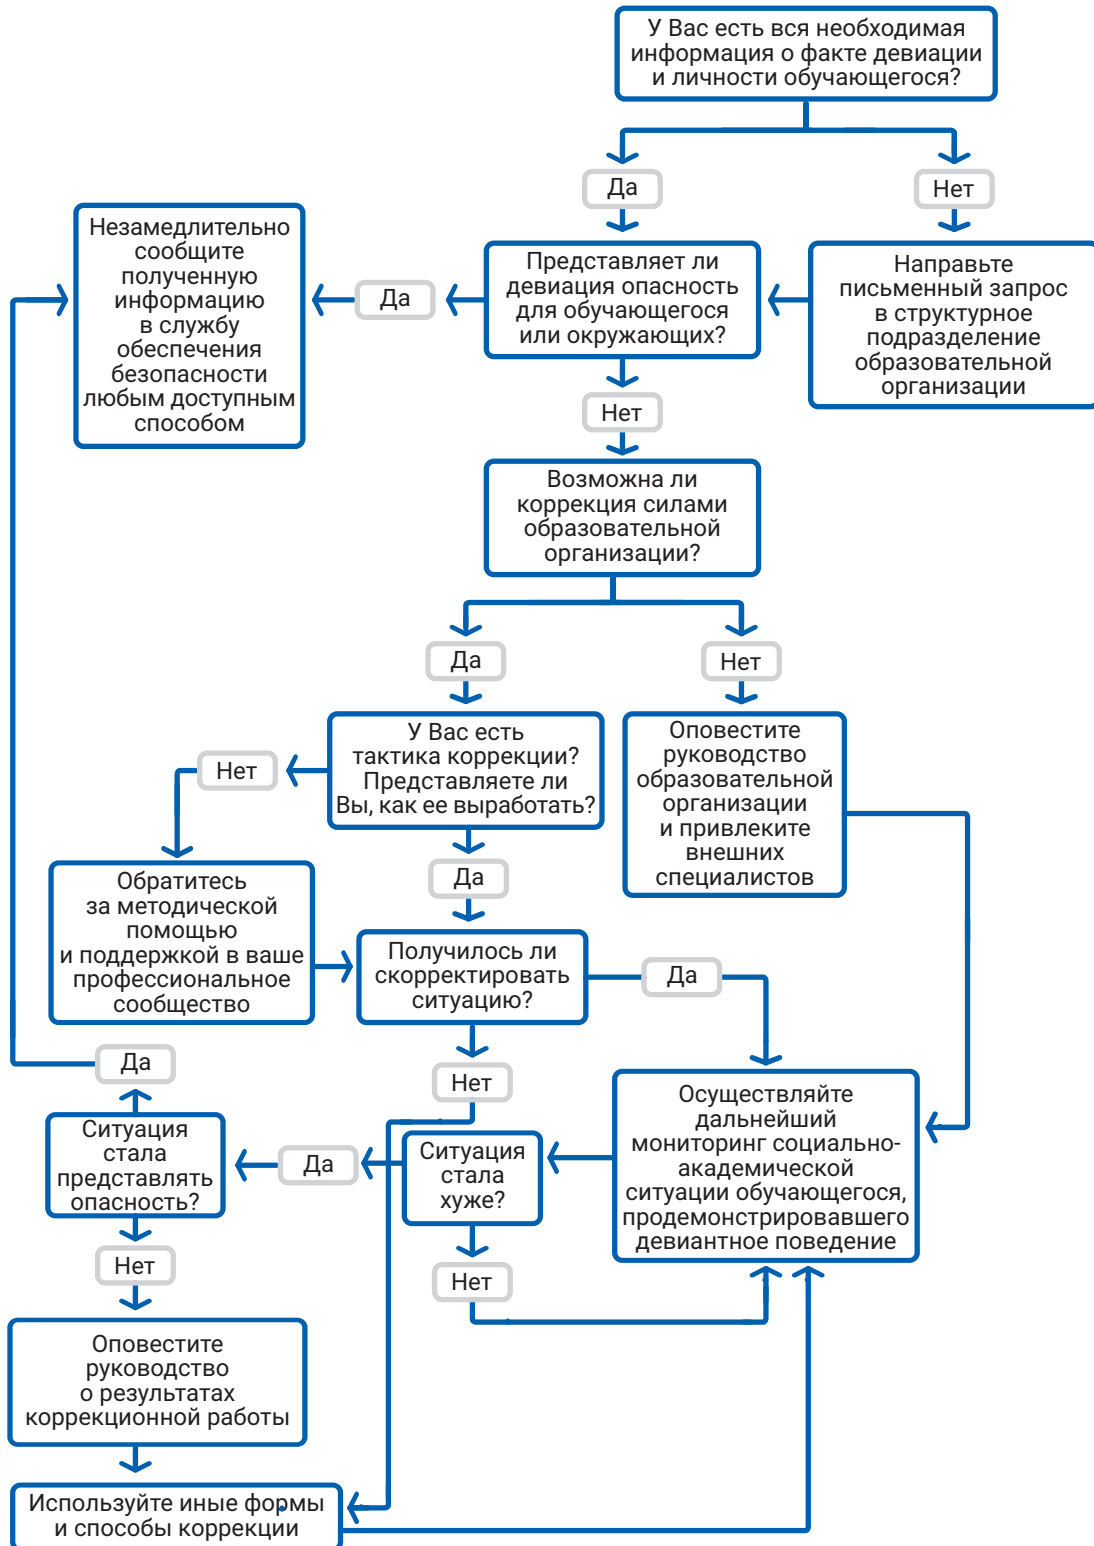 У Вас есть вся необходимая
информация о факте девиации
и личности обучающегося?
Да
Нет
Незамедлительно
сообщите
полученную
информацию
в службу
обеспечения
безопасности
любым доступным
способом
Да
Представляет ли
девиация опасность
для обучающегося
или окружающих?
Направьте
письменный запрос
в структурное
подразделение
образовательной
организации
Нет
Возможна ли
коррекция силами
образовательной
организации?
Да
Нет
Нет
У Вас есть
тактика коррекции?
Представляете ли
Вы, как ее выработать?
Оповестите
руководство
образовательной
организации
и привлеките
внешних
специалистов
Да
Обратитесь
за методической
помощью
и поддержкой в ваше
профессиональное
сообщество
Получилось ли
скорректировать
ситуацию?
Да
Да
Нет
Ситуация
стала
представлять
опасность?
Да
Ситуация
стала
хуже?
Осуществляйте
дальнейший
мониторинг социально-
академической
ситуации обучающегося,
продемонстрировавшего
девиантное поведение
Нет
Нет
Оповестите
руководство
о результатах
коррекционной работы
Используйте иные формы
и способы коррекции